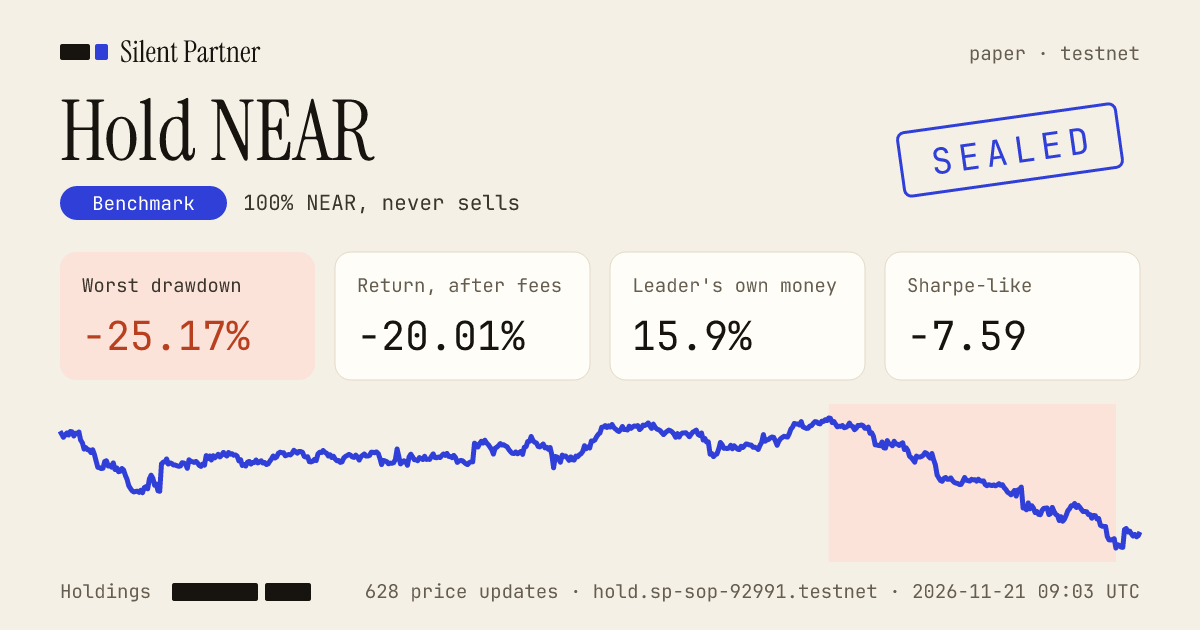 Silent Partner
paper · testnet
Hold NEAR
SEALED
Benchmark
100% NEAR, never sells
Worst drawdown
-25.17%
Return, after fees
-20.01%
Leader's own money
15.9%
Sharpe-like
-7.59
Holdings
628 price updates · hold.sp-sop-92991.testnet · 2026-11-21 09:03 UTC